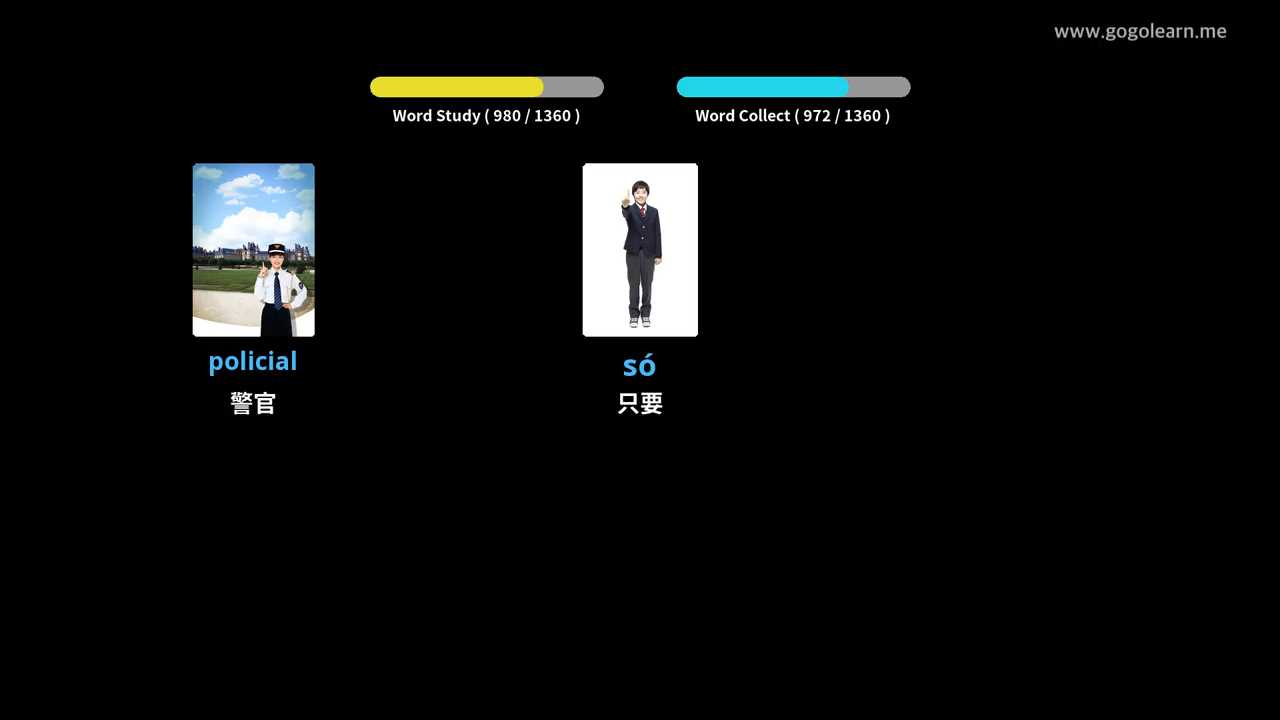 www.gogolearn.me
Word Study ( 980 / 1360 )
Word Collect ( 972 / 1360 )
policial
警官
só
只要